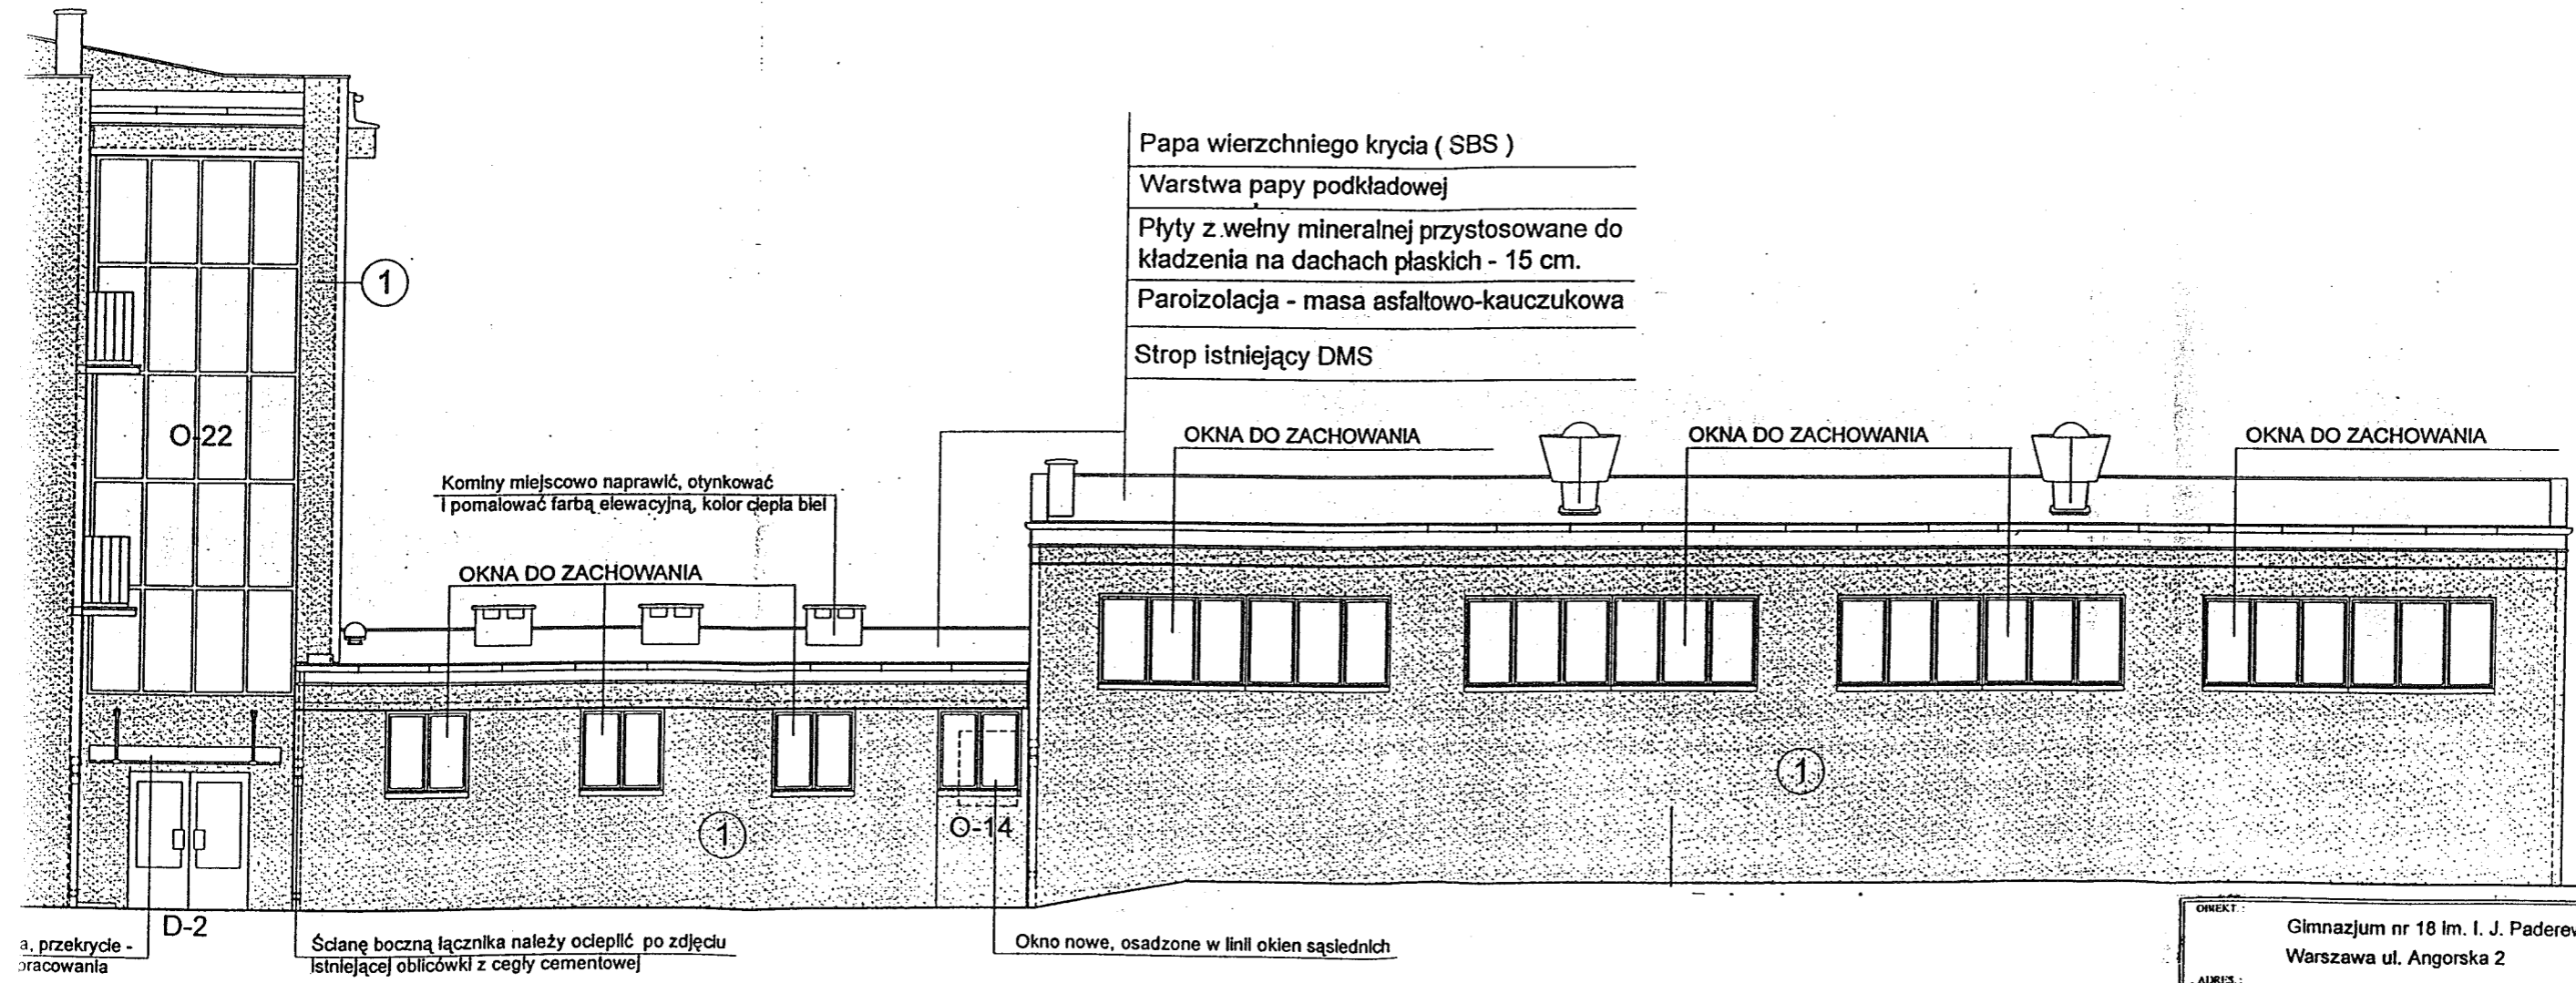 Papa wierzchniego krycia ( SBS )
Warstwa papy podkładowej
Płyty z wełny mineralnej przystosowane do
kładzenia na dachach płaskich - 15 cm.
Paroizolacja - masa asfaltowo-kauczukowa
Strop istniejący DMS
1
O-22
OKNA DO ZACHOWANIA
OKNA DO ZACHOWANIA
OKNA DO ZACHOWANIA
Kominy miejscowo naprawić, otynkować
i pomalować farbą elewacyjną, kolor ciepła biel
OKNA DO ZACHOWANIA
1
1
O-14
D-2
a, przekrycie -
pracowania
Ścianę boczną łącznika należy ocieplić po zdjęciu
istniejącej oblicówki z cegły cementowej
Okno nowe, osadzone w linii okien sąsiednich
OBIEKT :
Gimnazjum nr 18 im. I. J. Paderew
Warszawa ul. Angorska 2
ADRES :